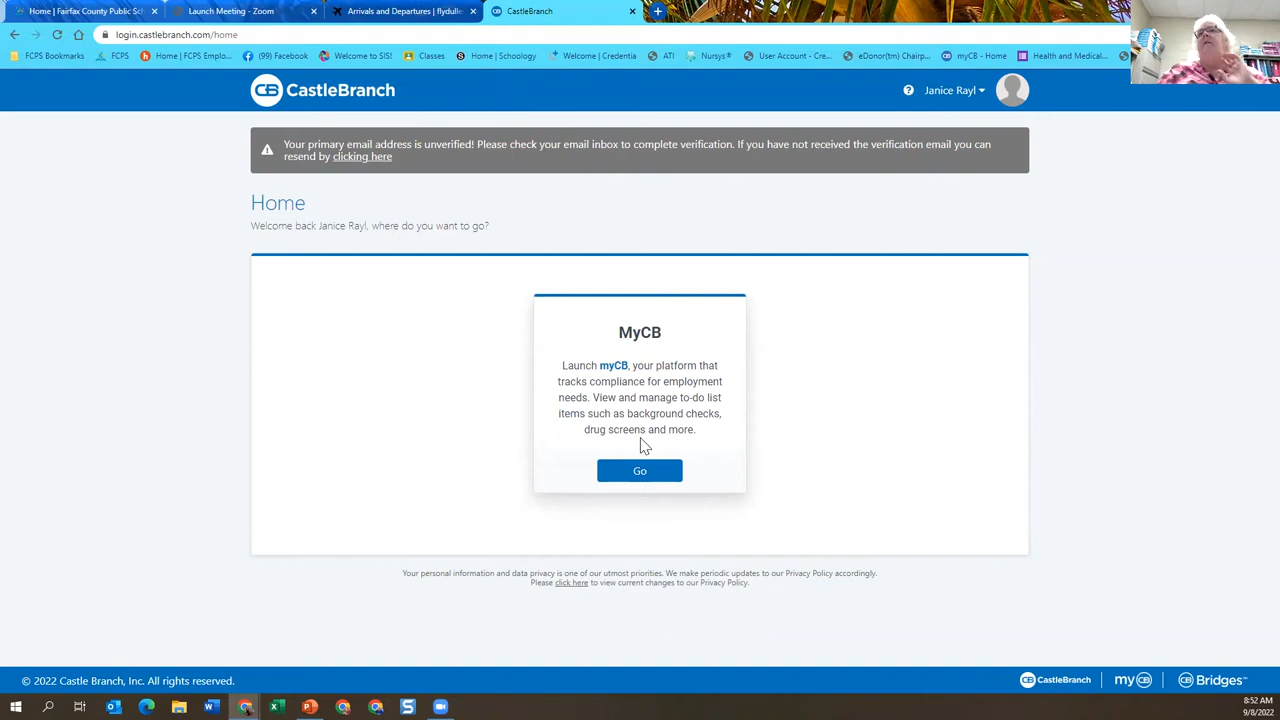 Home | Fairfax County Public Sch
Launch Meeting - Zoom
Arrivals and Departures | flydulle
CastleBranch
login.castlebranch.com/home
FCPS Bookmarks
FCPS
Home | FCPS Emplo...
(99) Facebook
Welcome to SIS!
Classes
Home | Schoology
Welcome | Credentia
ATI
Nursys®
User Account - Cre...
eDonor(tm) Chairp...
myCB - Home
Health and Medical...
CB CastleBranch
Janice Rayl
Your primary email address is unverified! Please check your email inbox to complete verification. If you have not received the verification email you can
resend by clicking here
Home
Welcome back Janice Rayl, where do you want to go?
MyCB
Launch myCB, your platform that
tracks compliance for employment
needs. View and manage to-do list
items such as background checks,
drug screens and more.
Go
Your personal information and data privacy is one of our utmost priorities. We make periodic updates to our Privacy Policy accordingly.
Please click here to view current changes to our Privacy Policy.
© 2022 Castle Branch, Inc. All rights reserved.
CB CastleBranch
my CB
CB Bridges™
8:52 AM
9/8/2022